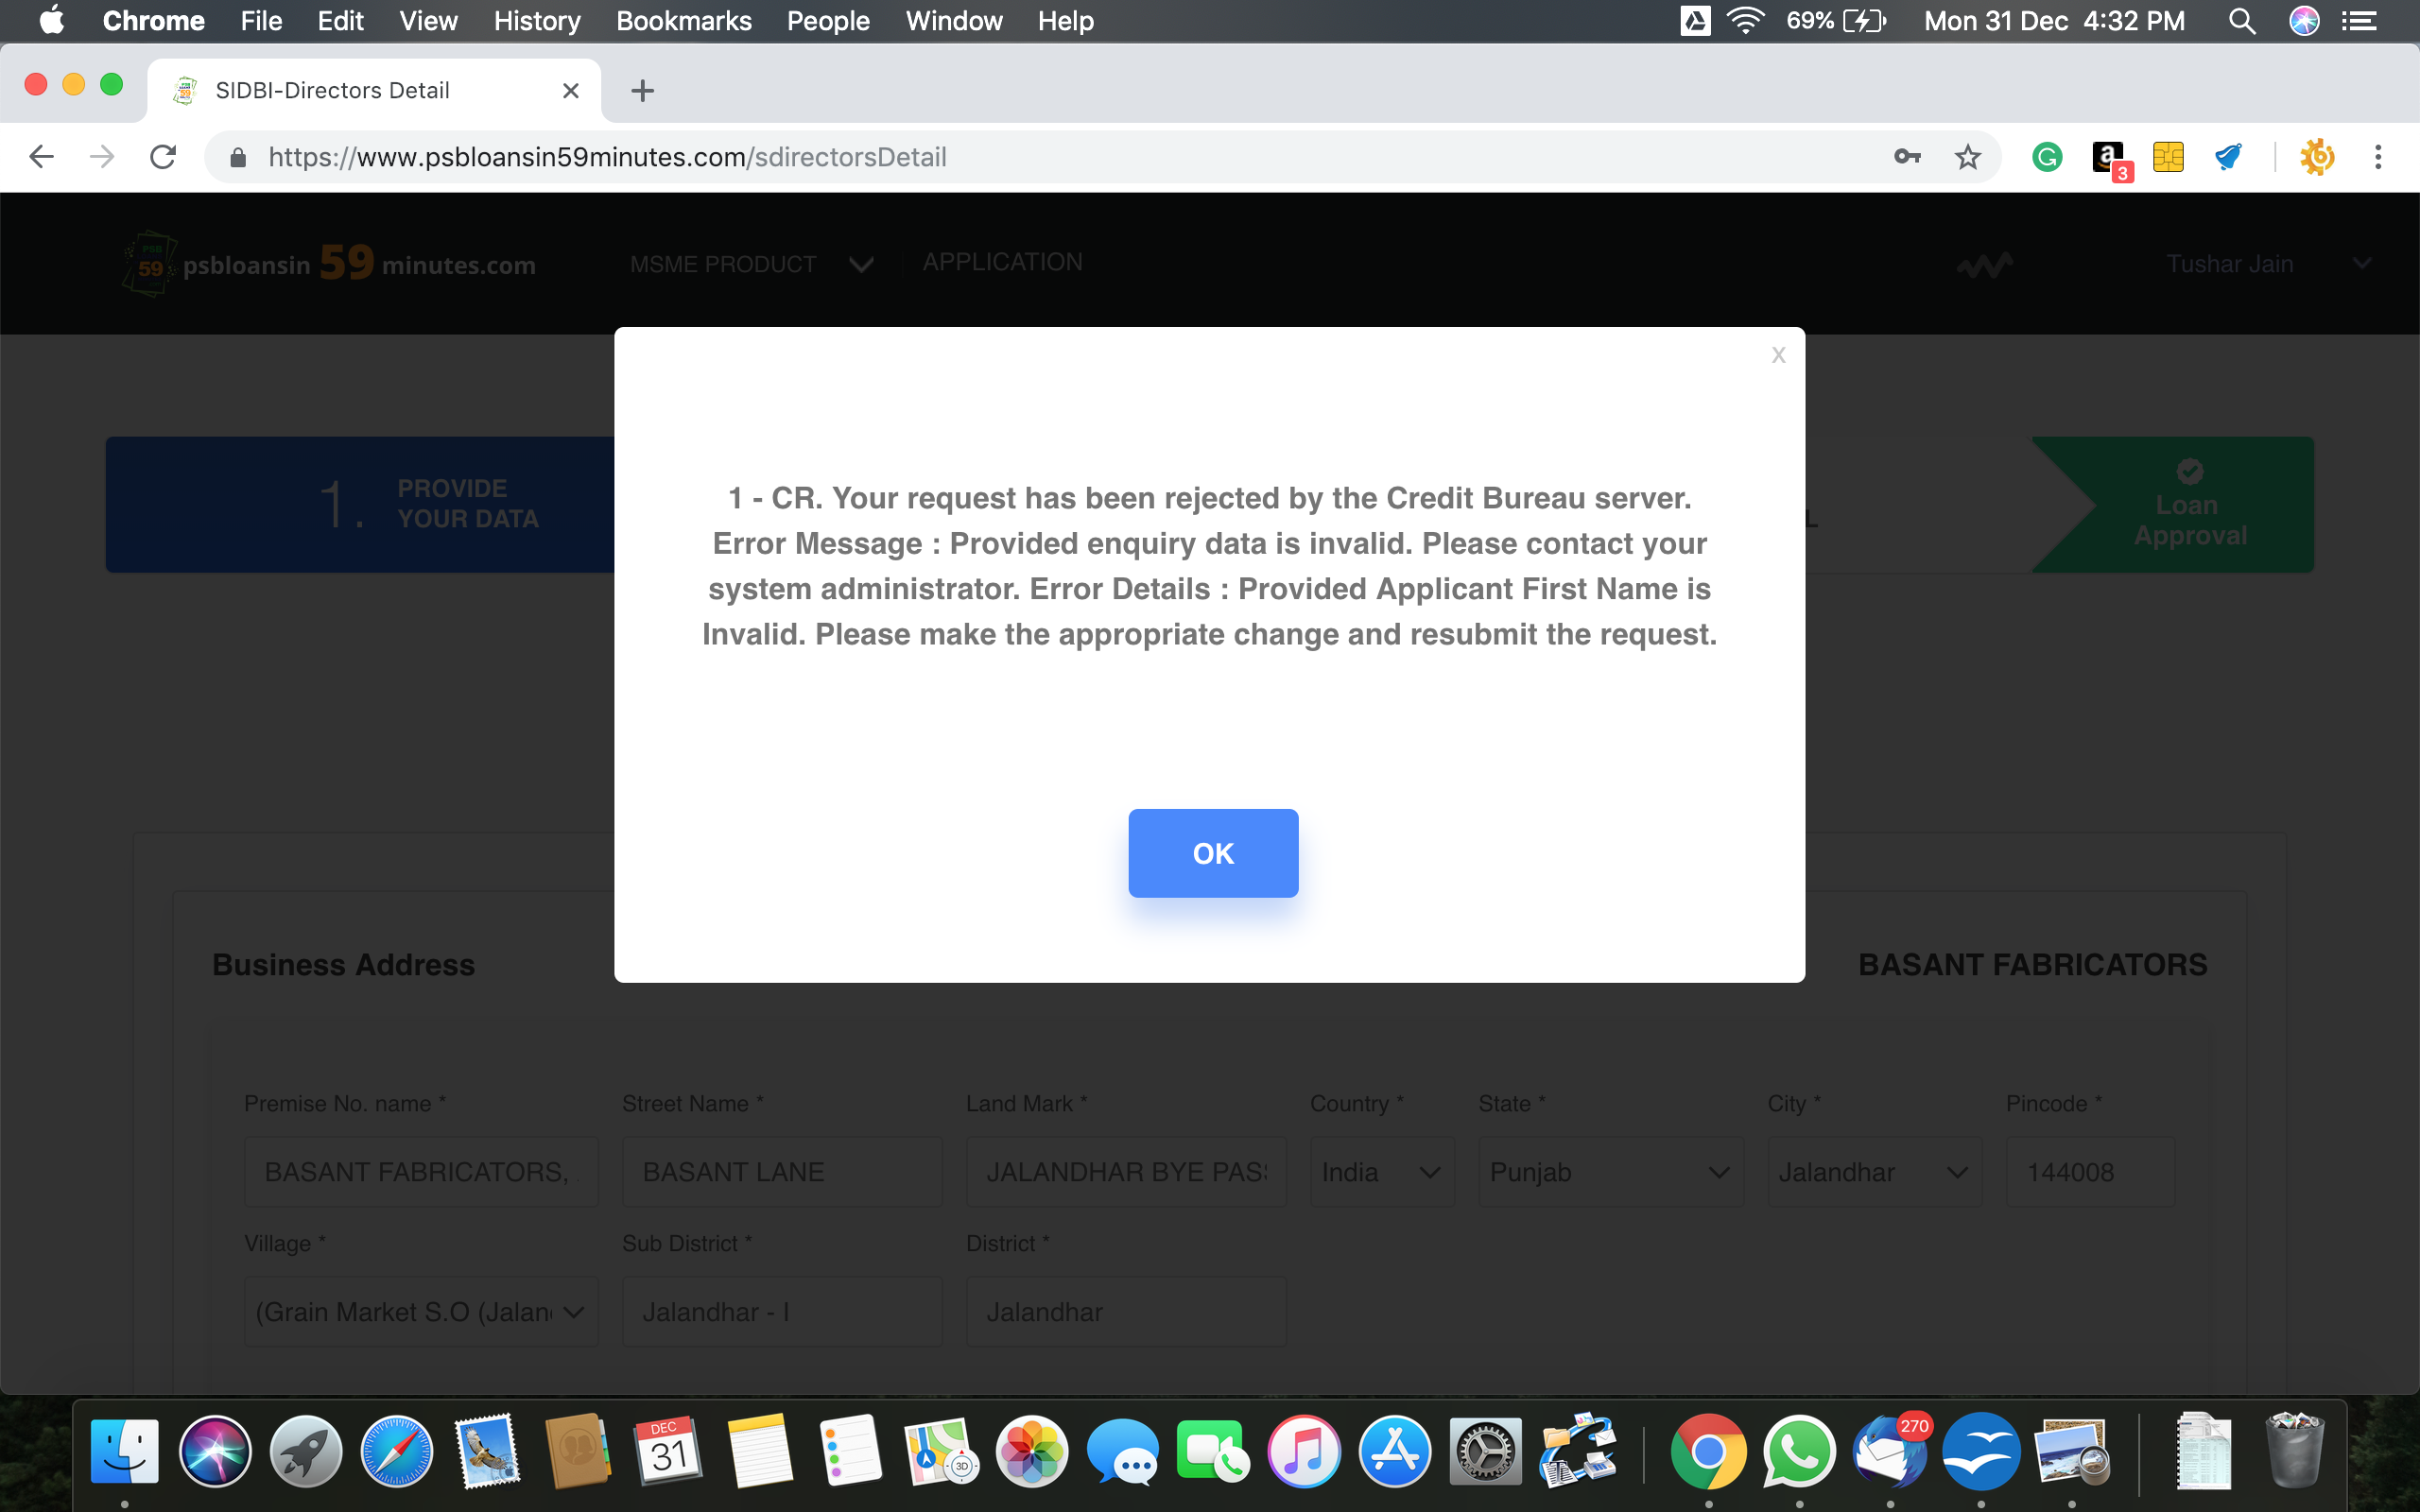 Chrome File Edit View History Bookmarks People Window Help 69% Mon 31 Dec 4:32 PM
SIDBI-Directors Detail
https://www.psbloansin59minutes.com/sdirectorsDetail
3
PSB
59
psbloansin 59 minutes.com MSME PRODUCT APPLICATION Tushar Jain
x
1. PROVIDE
YOUR DATA
L
Loan
Approval
1 - CR. Your request has been rejected by the Credit Bureau server.
Error Message : Provided enquiry data is invalid. Please contact your
system administrator. Error Details : Provided Applicant First Name is
Invalid. Please make the appropriate change and resubmit the request.
OK
Business Address BASANT FABRICATORS
Premise No. name * Street Name * Land Mark * Country * State * City * Pincode *
BASANT FABRICATORS, BASANT LANE JALANDHAR BYE PASS India Punjab Jalandhar 144008
Village * Sub District * District *
(Grain Market S.O (Jalan Jalandhar - I Jalandhar
DEC
31
3D
270